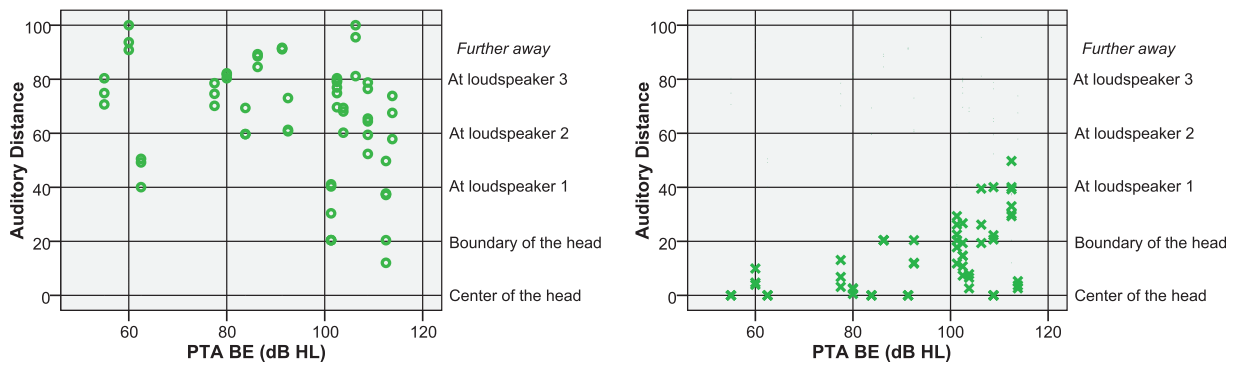 100
80
60
40
20
0
Auditory Distance
60
80
100
120
PTA BE (dB HL)
Further away
At loudspeaker 3
At loudspeaker 2
At loudspeaker 1
Boundary of the head
Center of the head
100
80
60
40
20
0
Auditory Distance
60
80
100
120
PTA BE (dB HL)
Further away
At loudspeaker 3
At loudspeaker 2
At loudspeaker 1
Boundary of the head
Center of the head